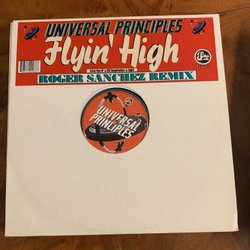 UNIVERSAL PRINCIPLES
Flyin' High
ROGER SANCHEZ REMIX
UNIVERSAL
PRINCIPLES